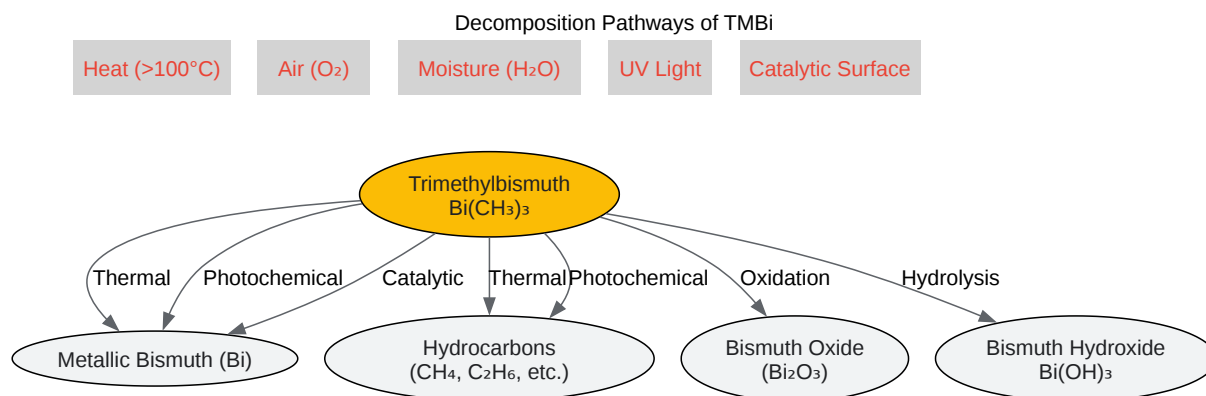 Decomposition Pathways of TMBi
Heat (>100°C)
Air (O₂)
Moisture (H₂O)
UV Light
Catalytic Surface
Trimethylbismuth
Bi(CH₃)₃
Thermal
Photochemical
Catalytic
Thermal
Photochemical
Oxidation
Hydrolysis
Metallic Bismuth (Bi)
Hydrocarbons
(CH₄, C₂H₆, etc.)
Bismuth Oxide
(Bi₂O₃)
Bismuth Hydroxide
Bi(OH)₃